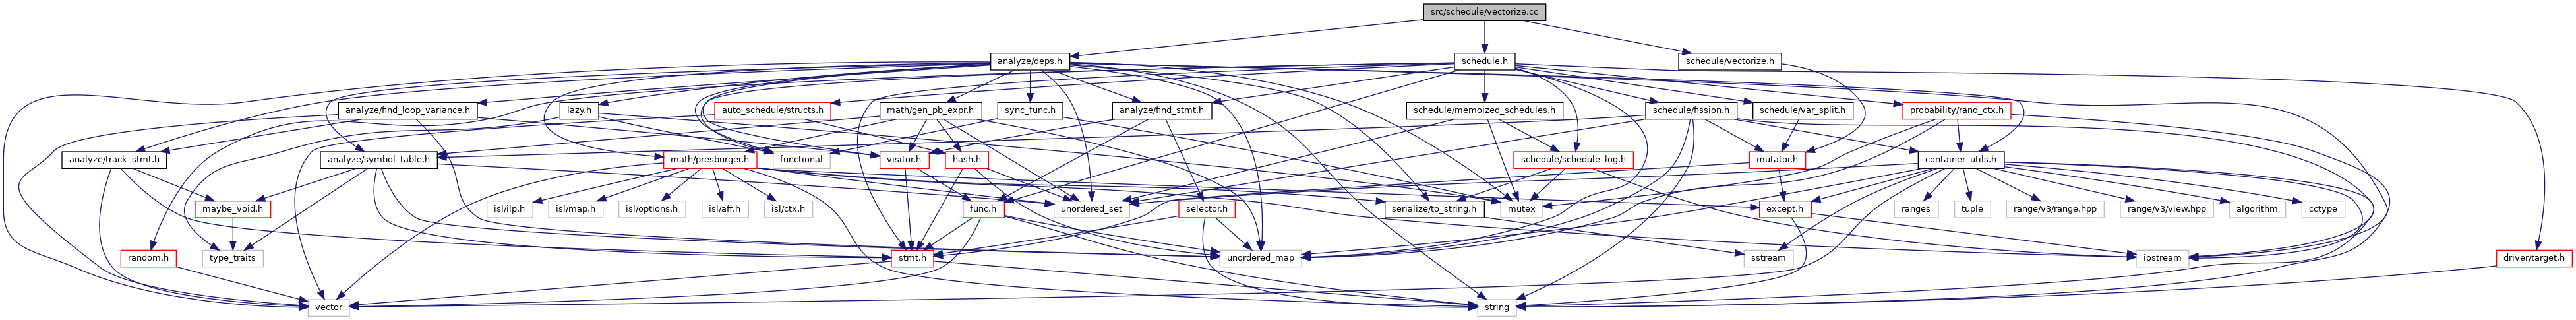 src/schedule/vectorize.cc
analyze/deps.h
schedule.h
schedule/vectorize.h
analyze/find_loop_variance.h
lazy.h
auto_schedule/structs.h
math/gen_pb_expr.h
sync_func.h
analyze/find_stmt.h
schedule/memoized_schedules.h
schedule/fission.h
schedule/var_split.h
probability/rand_ctx.h
analyze/track_stmt.h
analyze/symbol_table.h
math/presburger.h
functional
visitor.h
hash.h
schedule/schedule_log.h
mutator.h
container_utils.h
maybe_void.h
isl/ilp.h
isl/map.h
isl/options.h
isl/aff.h
isl/ctx.h
func.h
unordered_set
selector.h
serialize/to_string.h
mutex
except.h
ranges
tuple
range/v3/range.hpp
range/v3/view.hpp
algorithm
cctype
random.h
type_traits
stmt.h
unordered_map
sstream
iostream
driver/target.h
vector
string